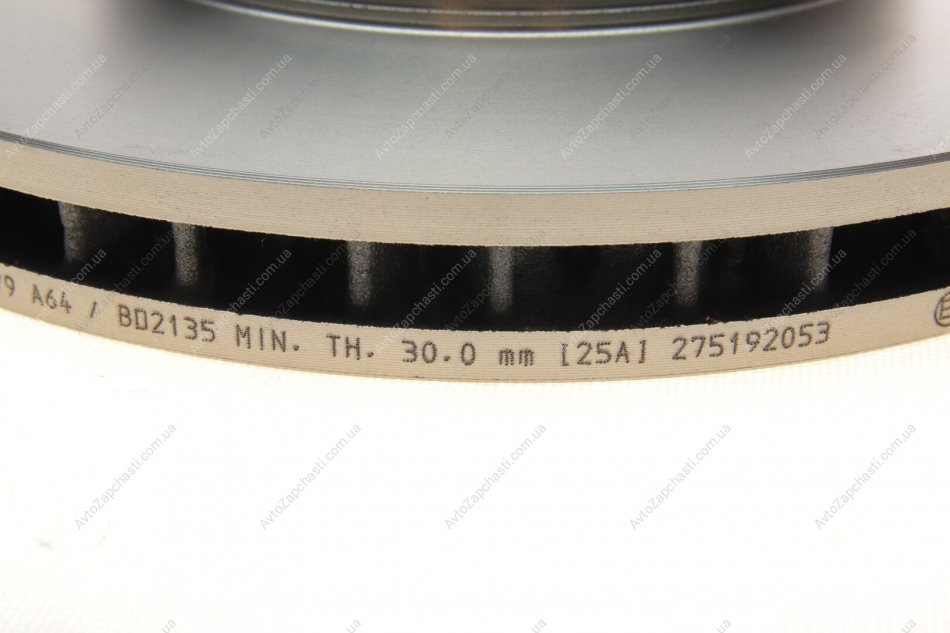 A64 / BD2135 MIN. TH. 30.0 mm [25A] 275192053
AvtoZapchasti.com.ua